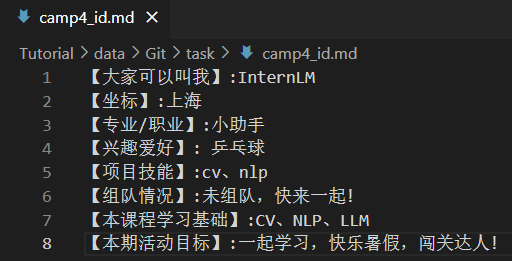 camp4_id.md ×
Tutorial > data > Git > task > camp4_id.md
1 【大家可以叫我】:InternLM
2 【坐标】:上海
3 【专业/职业】:小助手
4 【兴趣爱好】: 乒乓球
5 【项目技能】:cv、nlp
6 【组队情况】:未组队，快来一起!
7 【本课程学习基础】:CV、NLP、LLM
8 【本期活动目标】:一起学习，快乐暑假，闯关达人!